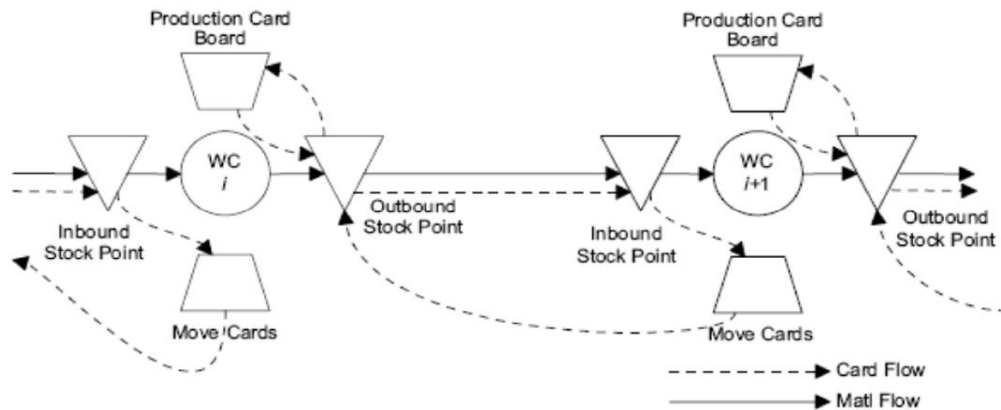 Production Card
Board
Production Card
Board
WC
i
WC
i+1
Inbound
Stock Point
Outbound
Stock Point
Inbound
Stock Point
Outbound
Stock Point
Move Cards
Move Cards
Card Flow
Matl Flow